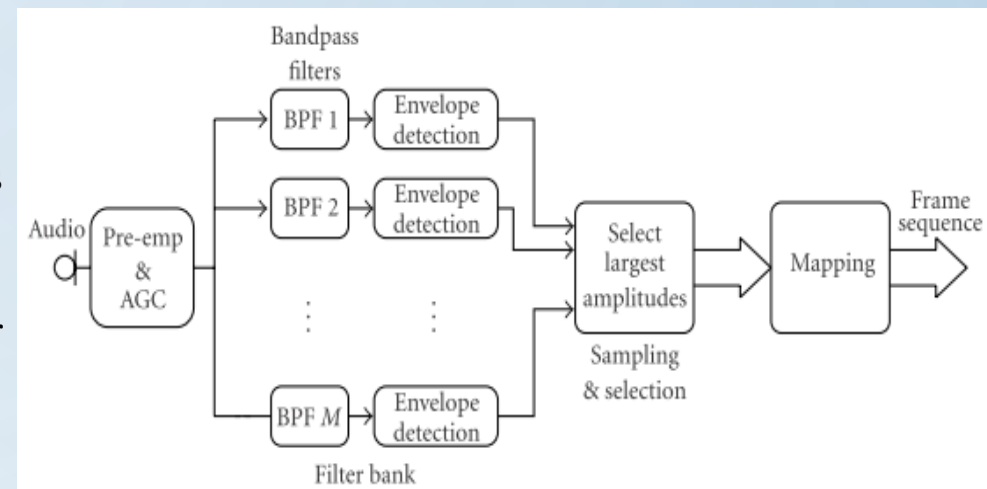 Bandpass
filters
BPF 1
Envelope
detection
BPF 2
Envelope
detection
Audio
Pre-emp
&
AGC
Select
largest
amplitudes
Mapping
Frame
sequence
Sampling
& selection
BPF M
Envelope
detection
Filter bank